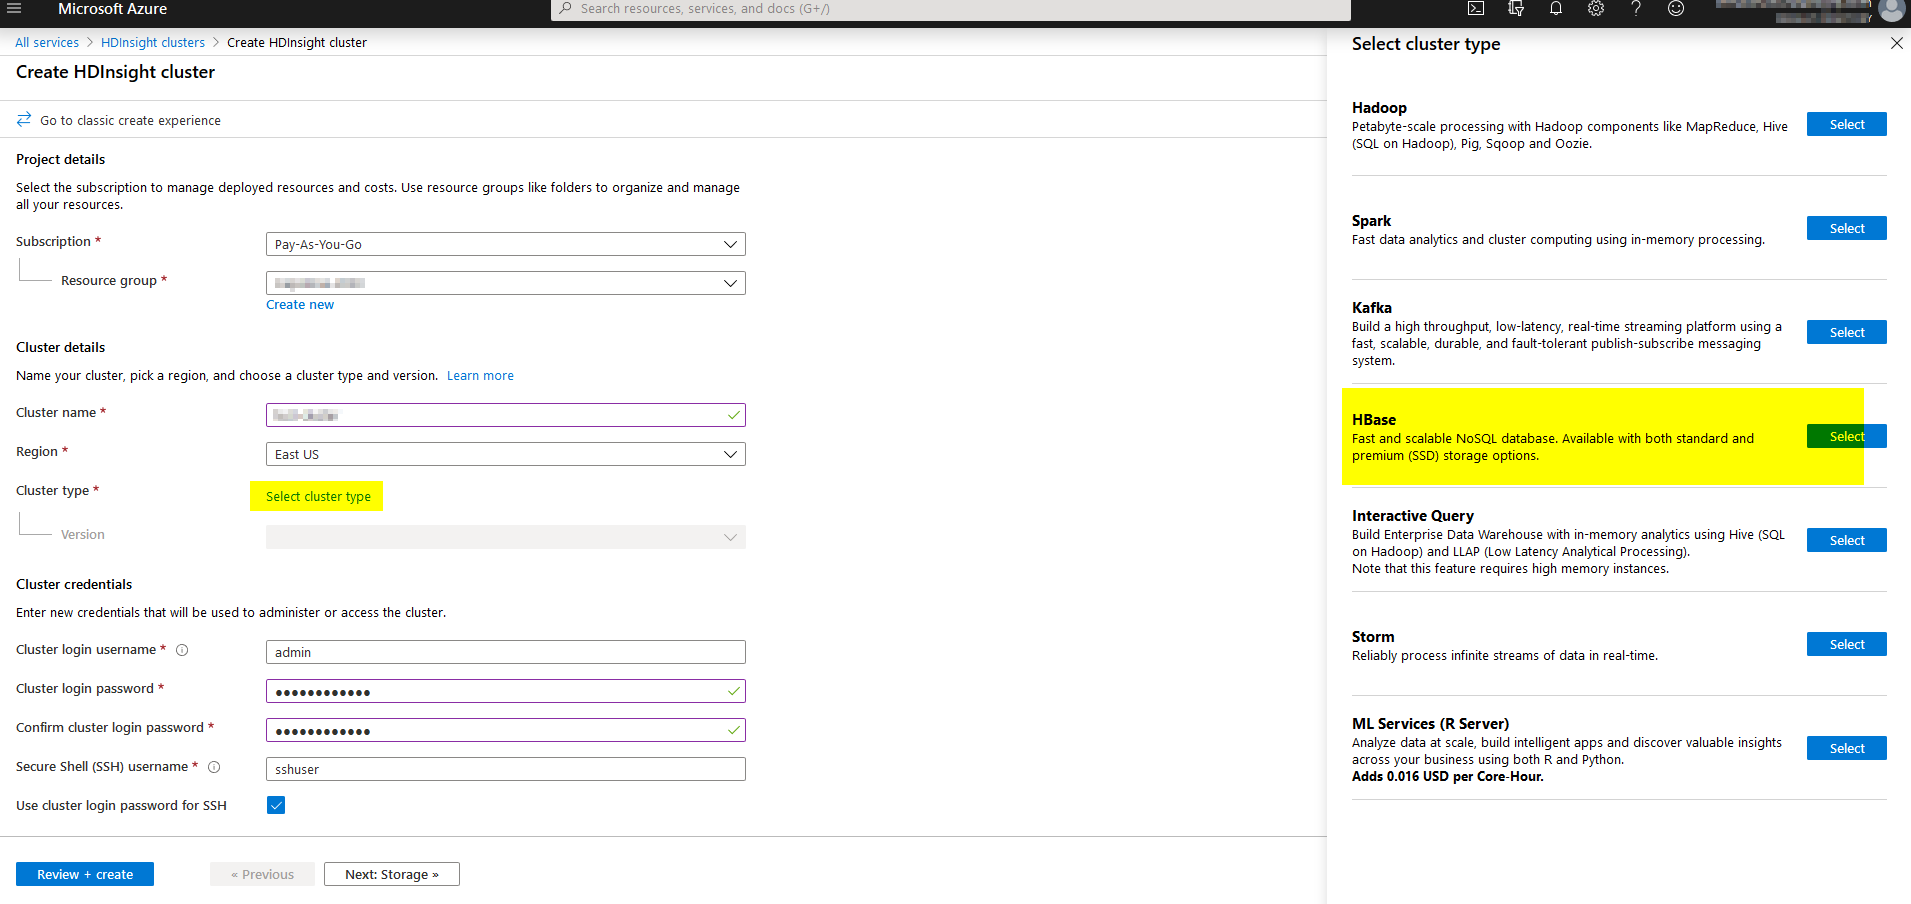 Microsoft Azure
Search resources, services, and docs (G+/)
All services > HDInsight clusters > Create HDInsight cluster
Create HDInsight cluster
Go to classic create experience
Project details
Select the subscription to manage deployed resources and costs. Use resource groups like folders to organize and manage
all your resources.
Subscription *
Pay-As-You-Go
Resource group *
Create new
Cluster details
Name your cluster, pick a region, and choose a cluster type and version. Learn more
Cluster name *
Region *
East US
Cluster type *
Select cluster type
Version
Cluster credentials
Enter new credentials that will be used to administer or access the cluster.
Cluster login username *
admin
Cluster login password *
●●●●●●●●●●●●
Confirm cluster login password *
●●●●●●●●●●●●
Secure Shell (SSH) username *
sshuser
Use cluster login password for SSH
Review + create
« Previous
Next: Storage »
Select cluster type
Hadoop
Petabyte-scale processing with Hadoop components like MapReduce, Hive
(SQL on Hadoop), Pig, Sqoop and Oozie.
Select
Spark
Fast data analytics and cluster computing using in-memory processing.
Select
Kafka
Build a high throughput, low-latency, real-time streaming platform using a
fast, scalable, durable, and fault-tolerant publish-subscribe messaging
system.
Select
HBase
Fast and scalable NoSQL database. Available with both standard and
premium (SSD) storage options.
Select
Interactive Query
Build Enterprise Data Warehouse with in-memory analytics using Hive (SQL
on Hadoop) and LLAP (Low Latency Analytical Processing).
Note that this feature requires high memory instances.
Select
Storm
Reliably process infinite streams of data in real-time.
Select
ML Services (R Server)
Analyze data at scale, build intelligent apps and discover valuable insights
across your business using both R and Python.
Adds 0.016 USD per Core-Hour.
Select